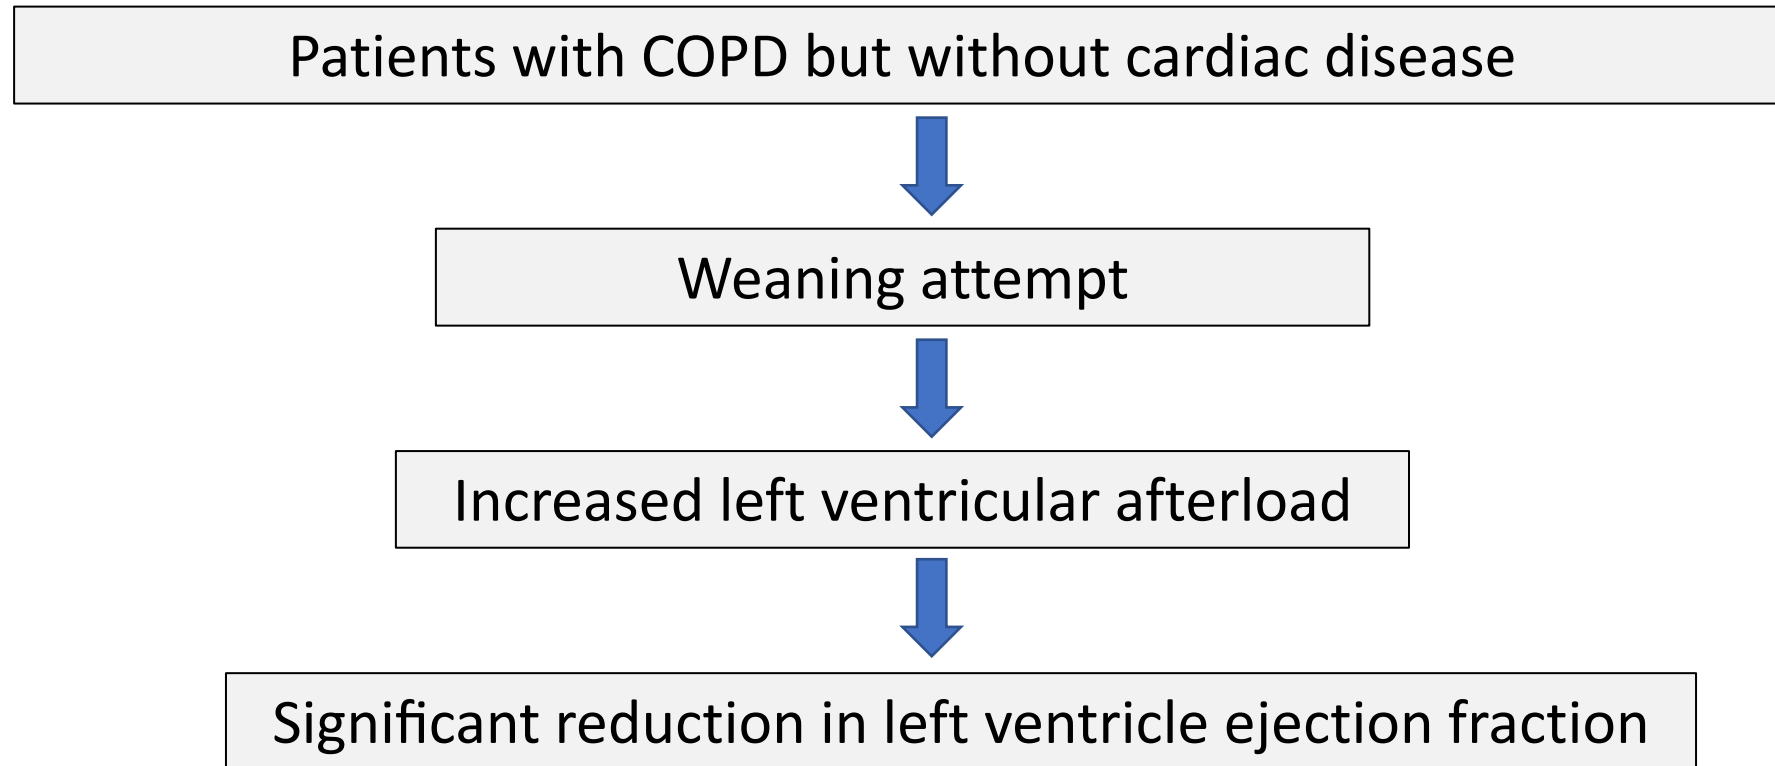 Patients with COPD but without cardiac disease
Weaning attempt
Increased left ventricular afterload
Significant reduction in left ventricle ejection fraction